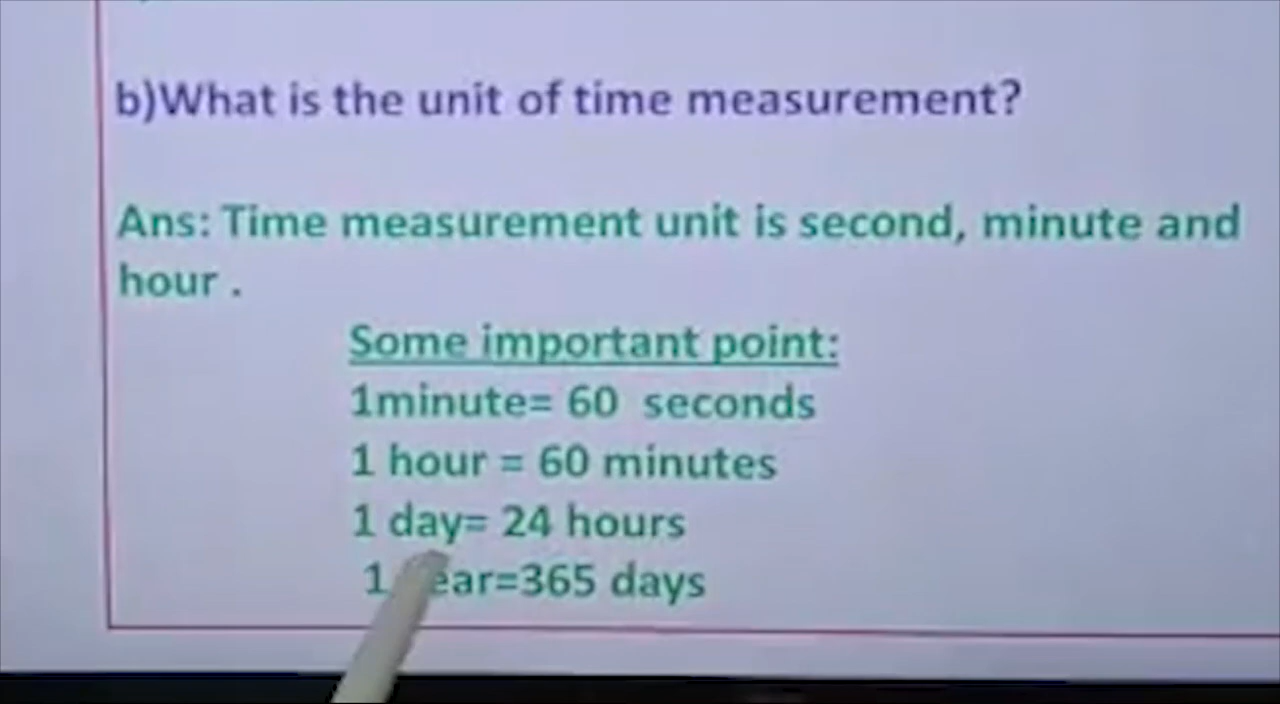 b)What is the unit of time measurement?
Ans: Time measurement unit is second, minute and
hour .
Some important point:
1minute= 60 seconds
1 hour = 60 minutes
1 day= 24 hours
1 ear=365 days